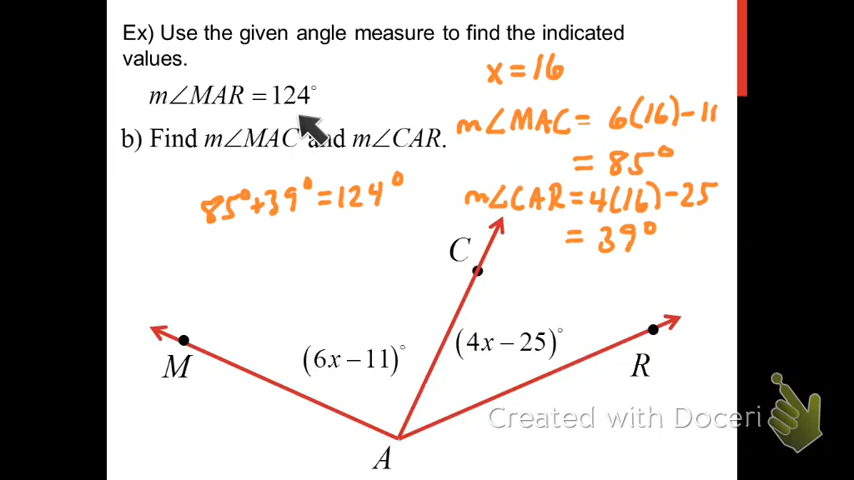 Ex) Use the given angle measure to find the indicated
values.
x = 16
m∠MAR = 124°
m∠MAC = 6(16) - 11
b) Find m∠MAC and m∠CAR.
= 85°
85° + 39° = 124°
m∠CAR = 4(16) - 25
= 39°
C
(6x - 11)°
(4x - 25)°
M
R
A
Created with Doceri